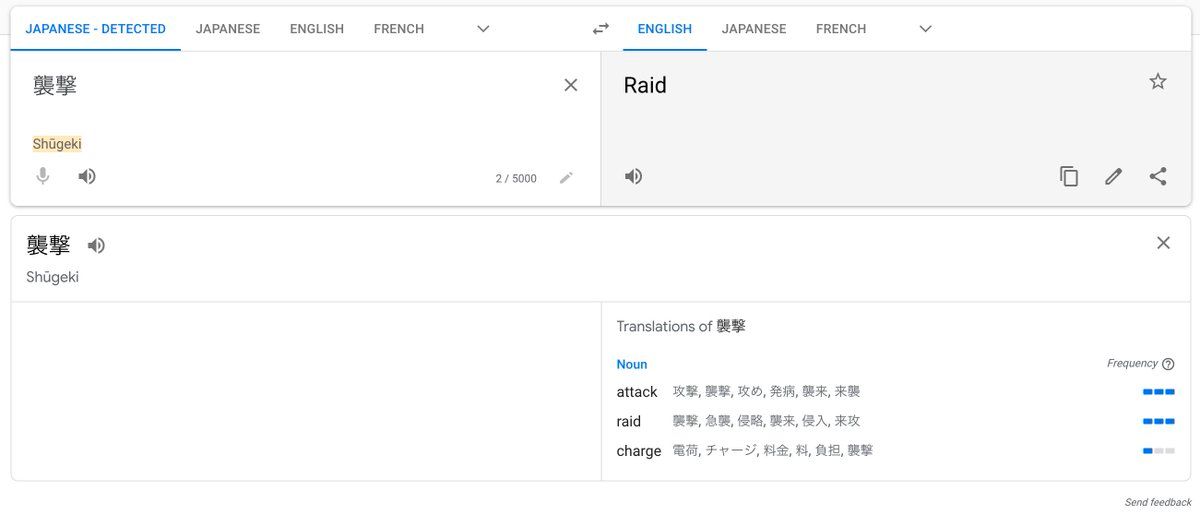 JAPANESE - DETECTED JAPANESE ENGLISH FRENCH ENGLISH JAPANESE FRENCH
襲撃
Raid
Shūgeki
2 / 5000
襲撃
Shūgeki
Translations of 襲撃
Noun Frequency
attack 攻撃, 襲撃, 攻め, 発病, 襲来, 来襲
raid 襲撃, 急襲, 侵略, 襲来, 侵入, 来攻
charge 電荷, チャージ, 料金, 料, 負担, 襲撃
Send feedback